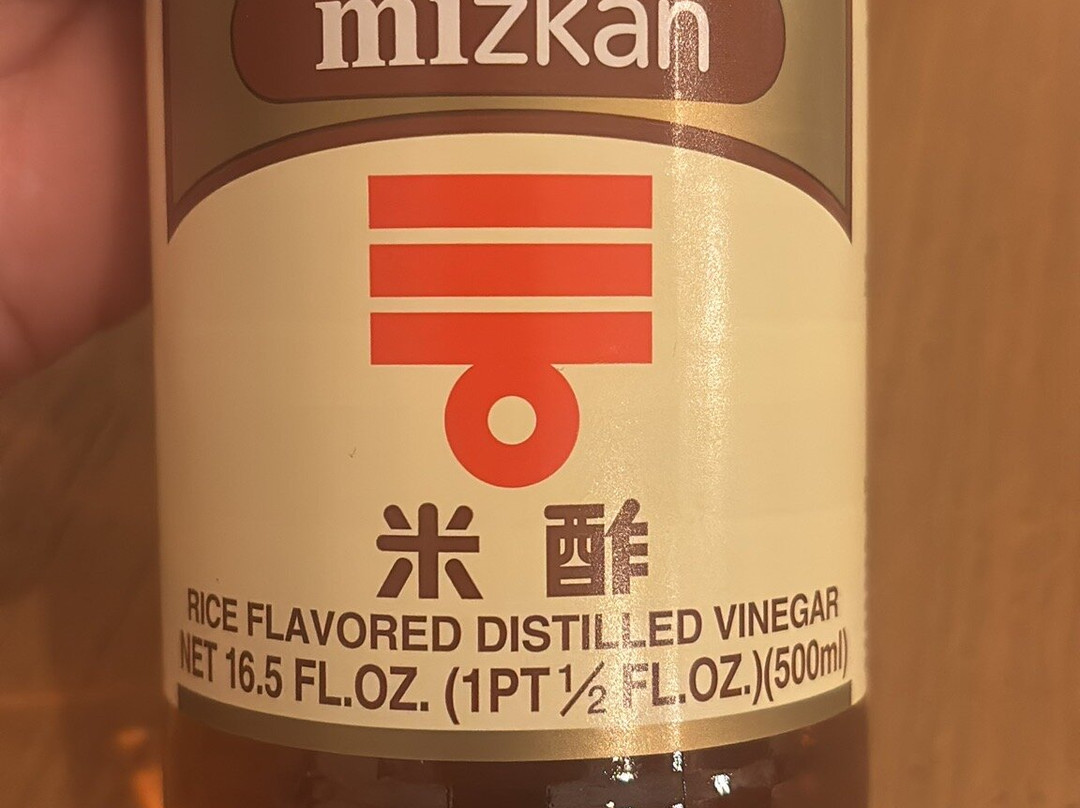 mizkan
米酢
RICE FLAVORED DISTILLED VINEGAR
NET 16.5 FL.OZ. (1PT ½ FL.OZ.)(500ml)